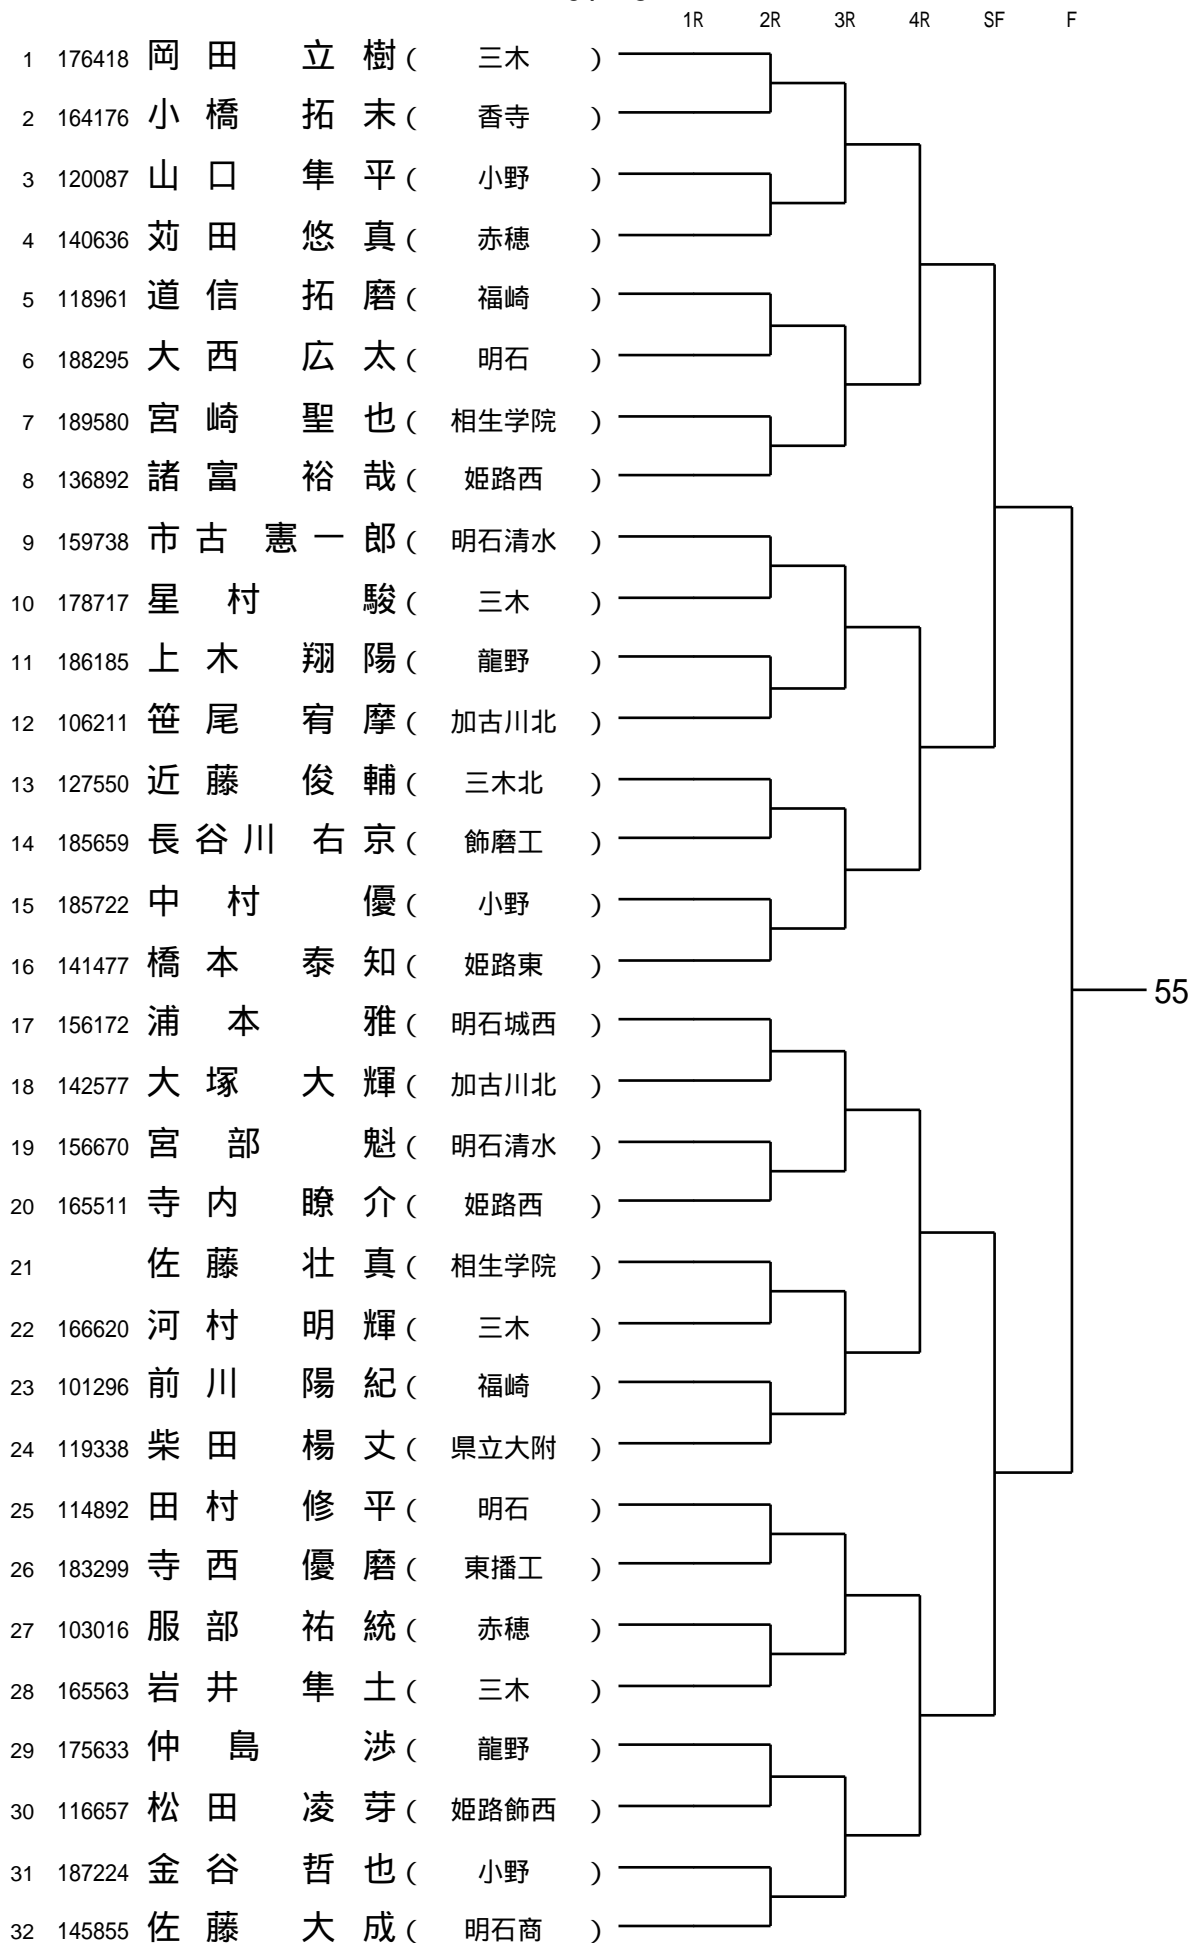 1R 2R 3R 4R SF F
1 176418 岡田 立樹 ( 三木 )
2 164176 小橋 拓末 ( 香寺 )
3 120087 山口 隼平 ( 小野 )
4 140636 苅田 悠真 ( 赤穂 )
5 118961 道信 拓磨 ( 福崎 )
6 188295 大西 広太 ( 明石 )
7 189580 宮崎 聖也 ( 相生学院 )
8 136892 諸富 裕哉 ( 姫路西 )
9 159738 市古 憲一郎 ( 明石清水 )
10 178717 星村 駿 ( 三木 )
11 186185 上木 翔陽 ( 龍野 )
12 106211 笹尾 宥摩 ( 加古川北 )
13 127550 近藤 俊輔 ( 三木北 )
14 185659 長谷川 右京 ( 飾磨工 )
15 185722 中村 優 ( 小野 )
16 141477 橋本 泰知 ( 姫路東 )
17 156172 浦本 雅 ( 明石城西 )
18 142577 大塚 大輝 ( 加古川北 )
19 156670 宮部 魁 ( 明石清水 )
20 165511 寺内 瞭介 ( 姫路西 )
21 佐藤 壮真 ( 相生学院 )
22 166620 河村 明輝 ( 三木 )
23 101296 前川 陽紀 ( 福崎 )
24 119338 柴田 楊丈 ( 県立大附 )
25 114892 田村 修平 ( 明石 )
26 183299 寺西 優磨 ( 東播工 )
27 103016 服部 祐統 ( 赤穂 )
28 165563 岩井 隼土 ( 三木 )
29 175633 仲島 渉 ( 龍野 )
30 116657 松田 凌芽 ( 姫路飾西 )
31 187224 金谷 哲也 ( 小野 )
32 145855 佐藤 大成 ( 明石商 )
55